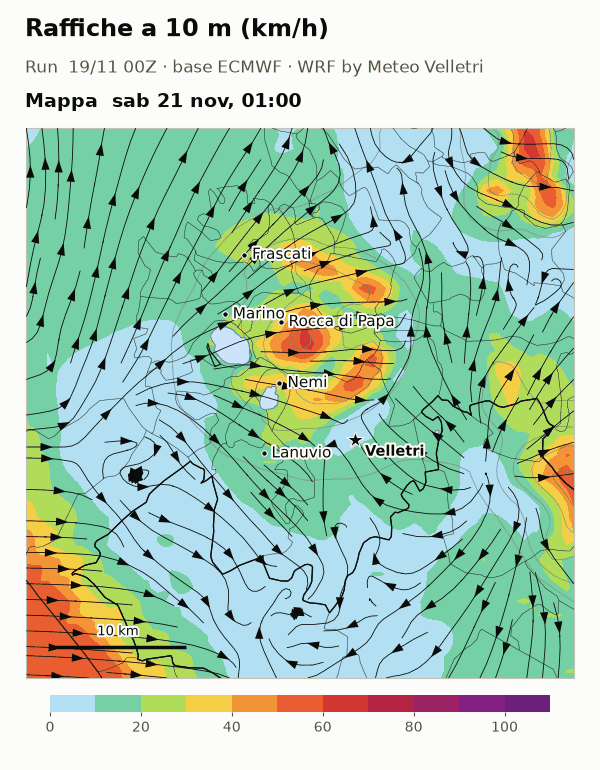 Raffiche a 10 m (km/h)
Run  19/11 00Z · base ECMWF · WRF by Meteo Velletri
Mappa  sab 21 nov, 01:00
Frascati
Marino
Rocca di Papa
Nemi
Velletri
Lanuvio
10 km
0 20 40 60 80 100